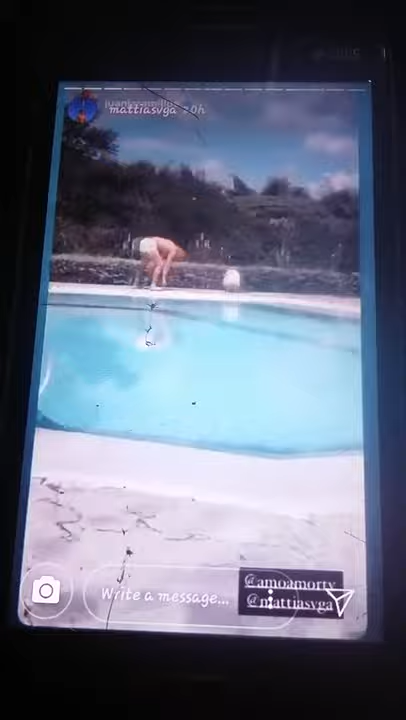 mattiasvga 20h
@amoamorty
@mattiasvga
Write a message...